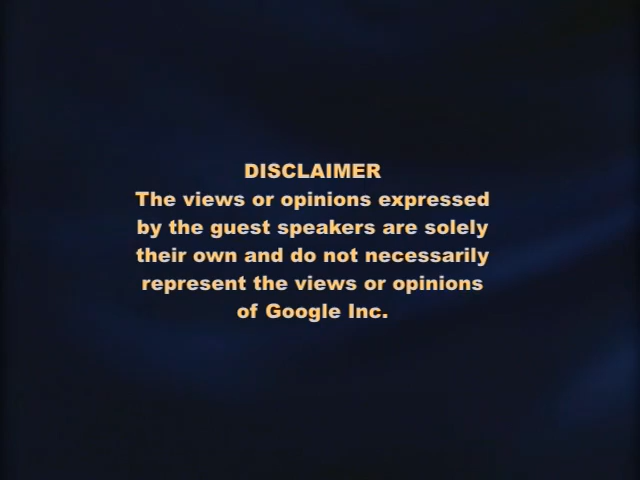 DISCLAIMER
The views or opinions expressed
by the guest speakers are solely
their own and do not necessarily
represent the views or opinions
of Google Inc.